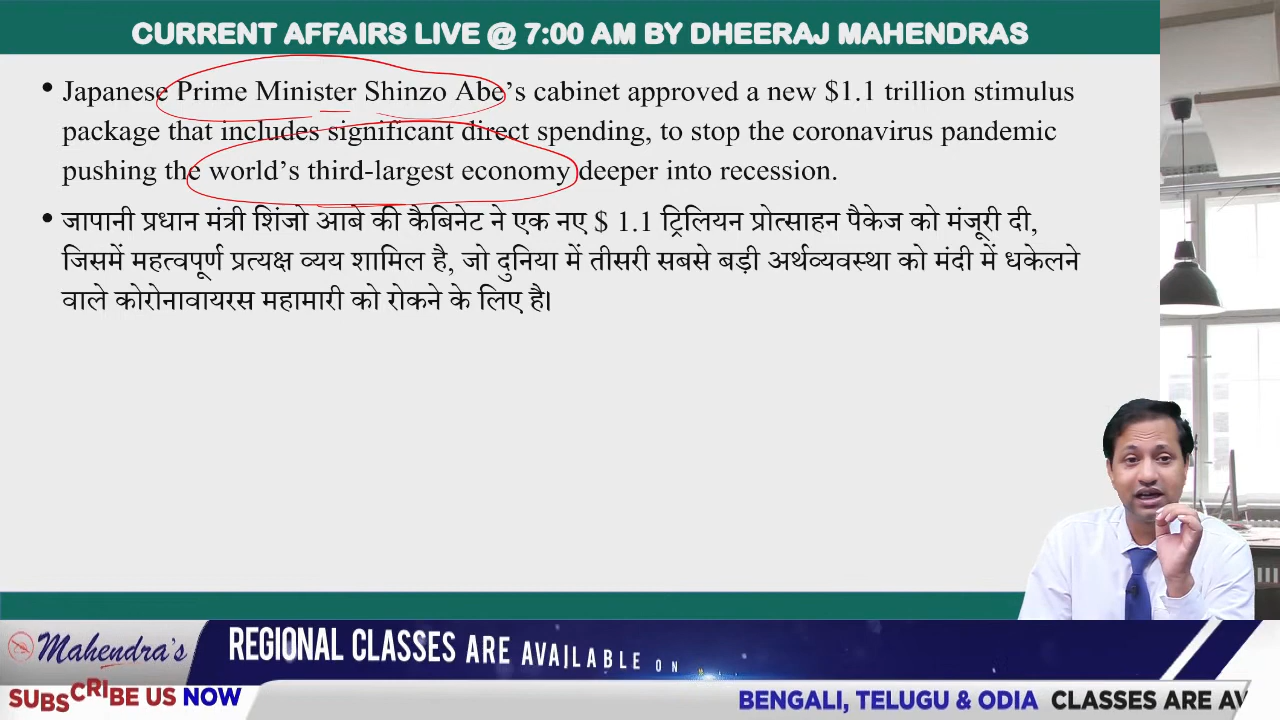 CURRENT AFFAIRS LIVE @ 7:00 AM BY DHEERAJ MAHENDRAS
• Japanese Prime Minister Shinzo Abe’s cabinet approved a new $1.1 trillion stimulus
package that includes significant direct spending, to stop the coronavirus pandemic
pushing the world’s third-largest economy deeper into recession.
• जापानी प्रधान मंत्री शिंजो आबे की कैबिनेट ने एक नए $ 1.1 ट्रिलियन प्रोत्साहन पैकेज को मंजूरी दी,
जिसमें महत्वपूर्ण प्रत्यक्ष व्यय शामिल है, जो दुनिया में तीसरी सबसे बड़ी अर्थव्यवस्था को मंदी में धकेलने
वाले कोरोनावायरस महामारी को रोकने के लिए है।
Mahendra's
REGIONAL CLASSES ARE AVAILABLE ON
SUBSCRIBE US NOW
BENGALI, TELUGU & ODIA CLASSES ARE AV